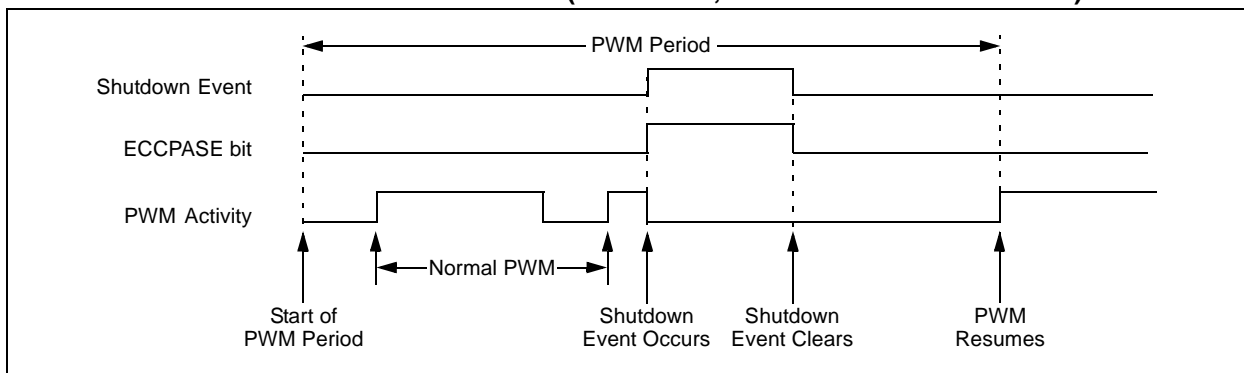 PWM Period
Shutdown Event
ECCPASE bit
PWM Activity
Normal PWM
Start of
PWM Period
Shutdown
Event Occurs
Shutdown
Event Clears
PWM
Resumes